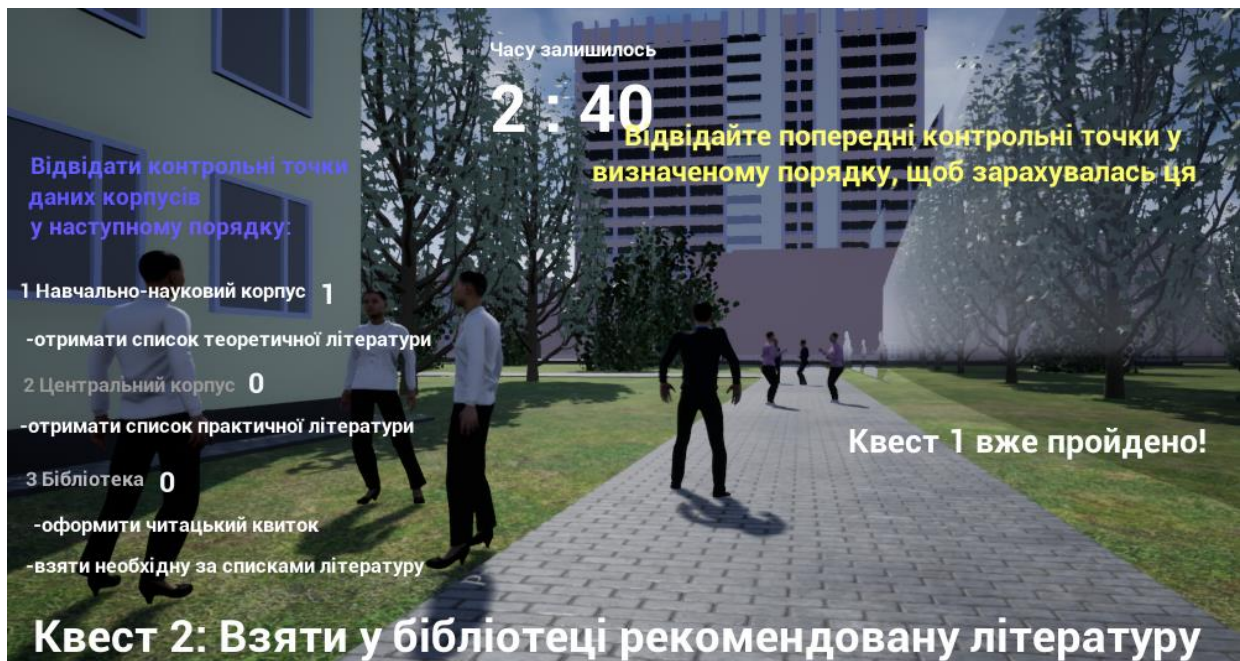 Часу залишилось
2 : 40
Відвідайте попередні контрольні точки у
визначеному порядку, щоб зарахувалась ця
Відвідати контрольні точки
даних корпусів
у наступному порядку:
1 Навчально-науковий корпус 1
-отримати список теоретичної літератури
2 Центральний корпус 0
-отримати список практичної літератури
3 Бібліотека 0
-оформити читацький квиток
-взяти необхідну за списками літературу
Квест 1 вже пройдено!
Квест 2: Взяти у бібліотеці рекомендовану літературу